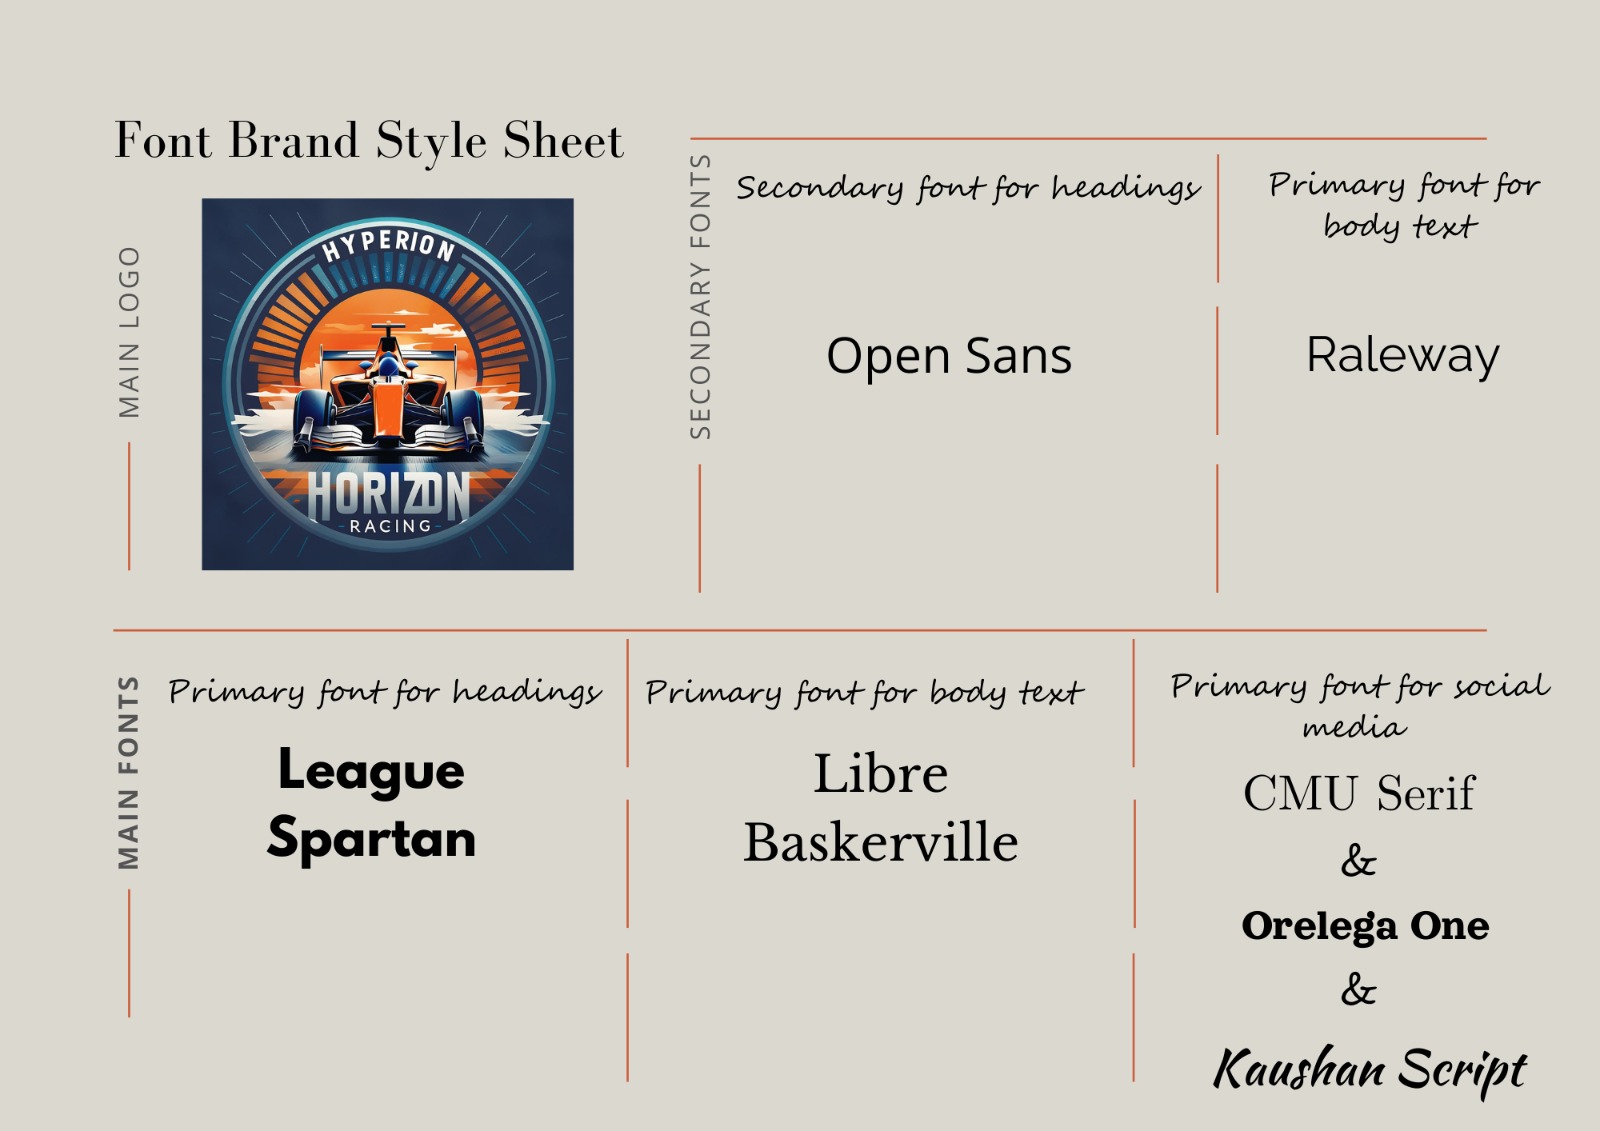 Font Brand Style Sheet
MAIN LOGO
HYPERION
HORIZON
RACING
SECONDARY FONTS
Secondary font for headings
Open Sans
Primary font for
body text
Raleway
MAIN FONTS
Primary font for headings
League
Spartan
Primary font for body text
Libre
Baskerville
Primary font for social
media
CMU Serif
&
Orelega One
&
Kaushan Script